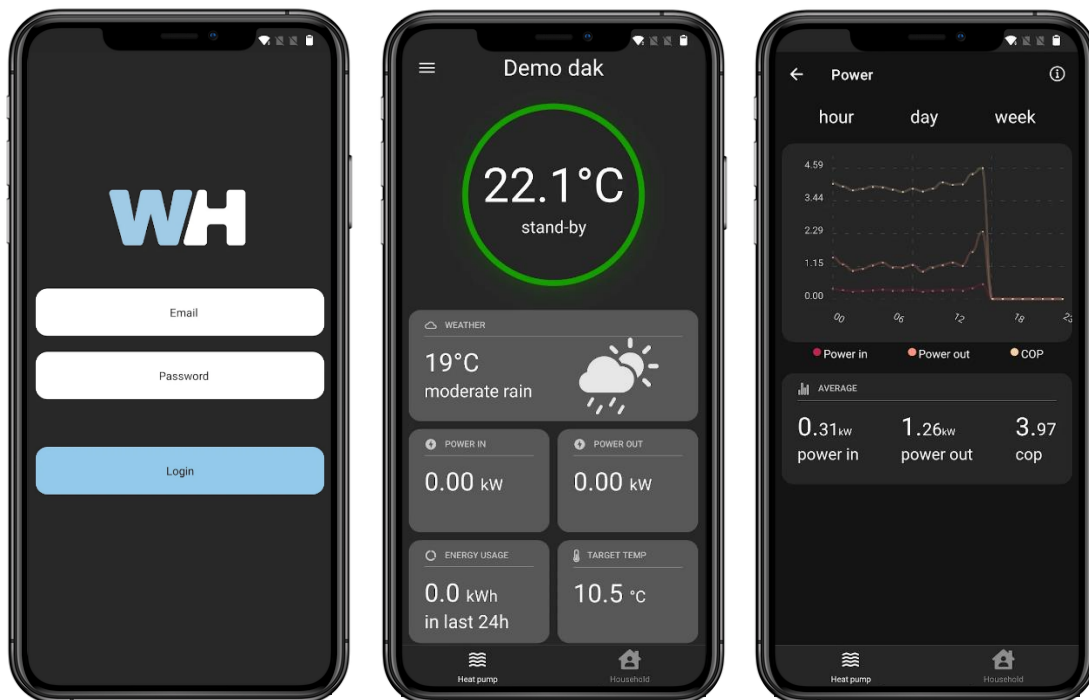 WH
Email
Password
Login
Demo dak
22.1°C
stand-by
WEATHER
19°C
moderate rain
POWER IN
0.00 kW
POWER OUT
0.00 kW
ENERGY USAGE
0.0 kWh
in last 24h
TARGET TEMP
10.5 °C
Heat pump
Household
Power
hour day week
4.59
3.44
2.29
1.15
0.00
00 06 12 18 23
Power in Power out COP
AVERAGE
0.31kW 1.26kW 3.97
power in power out cop
Heat pump
Household